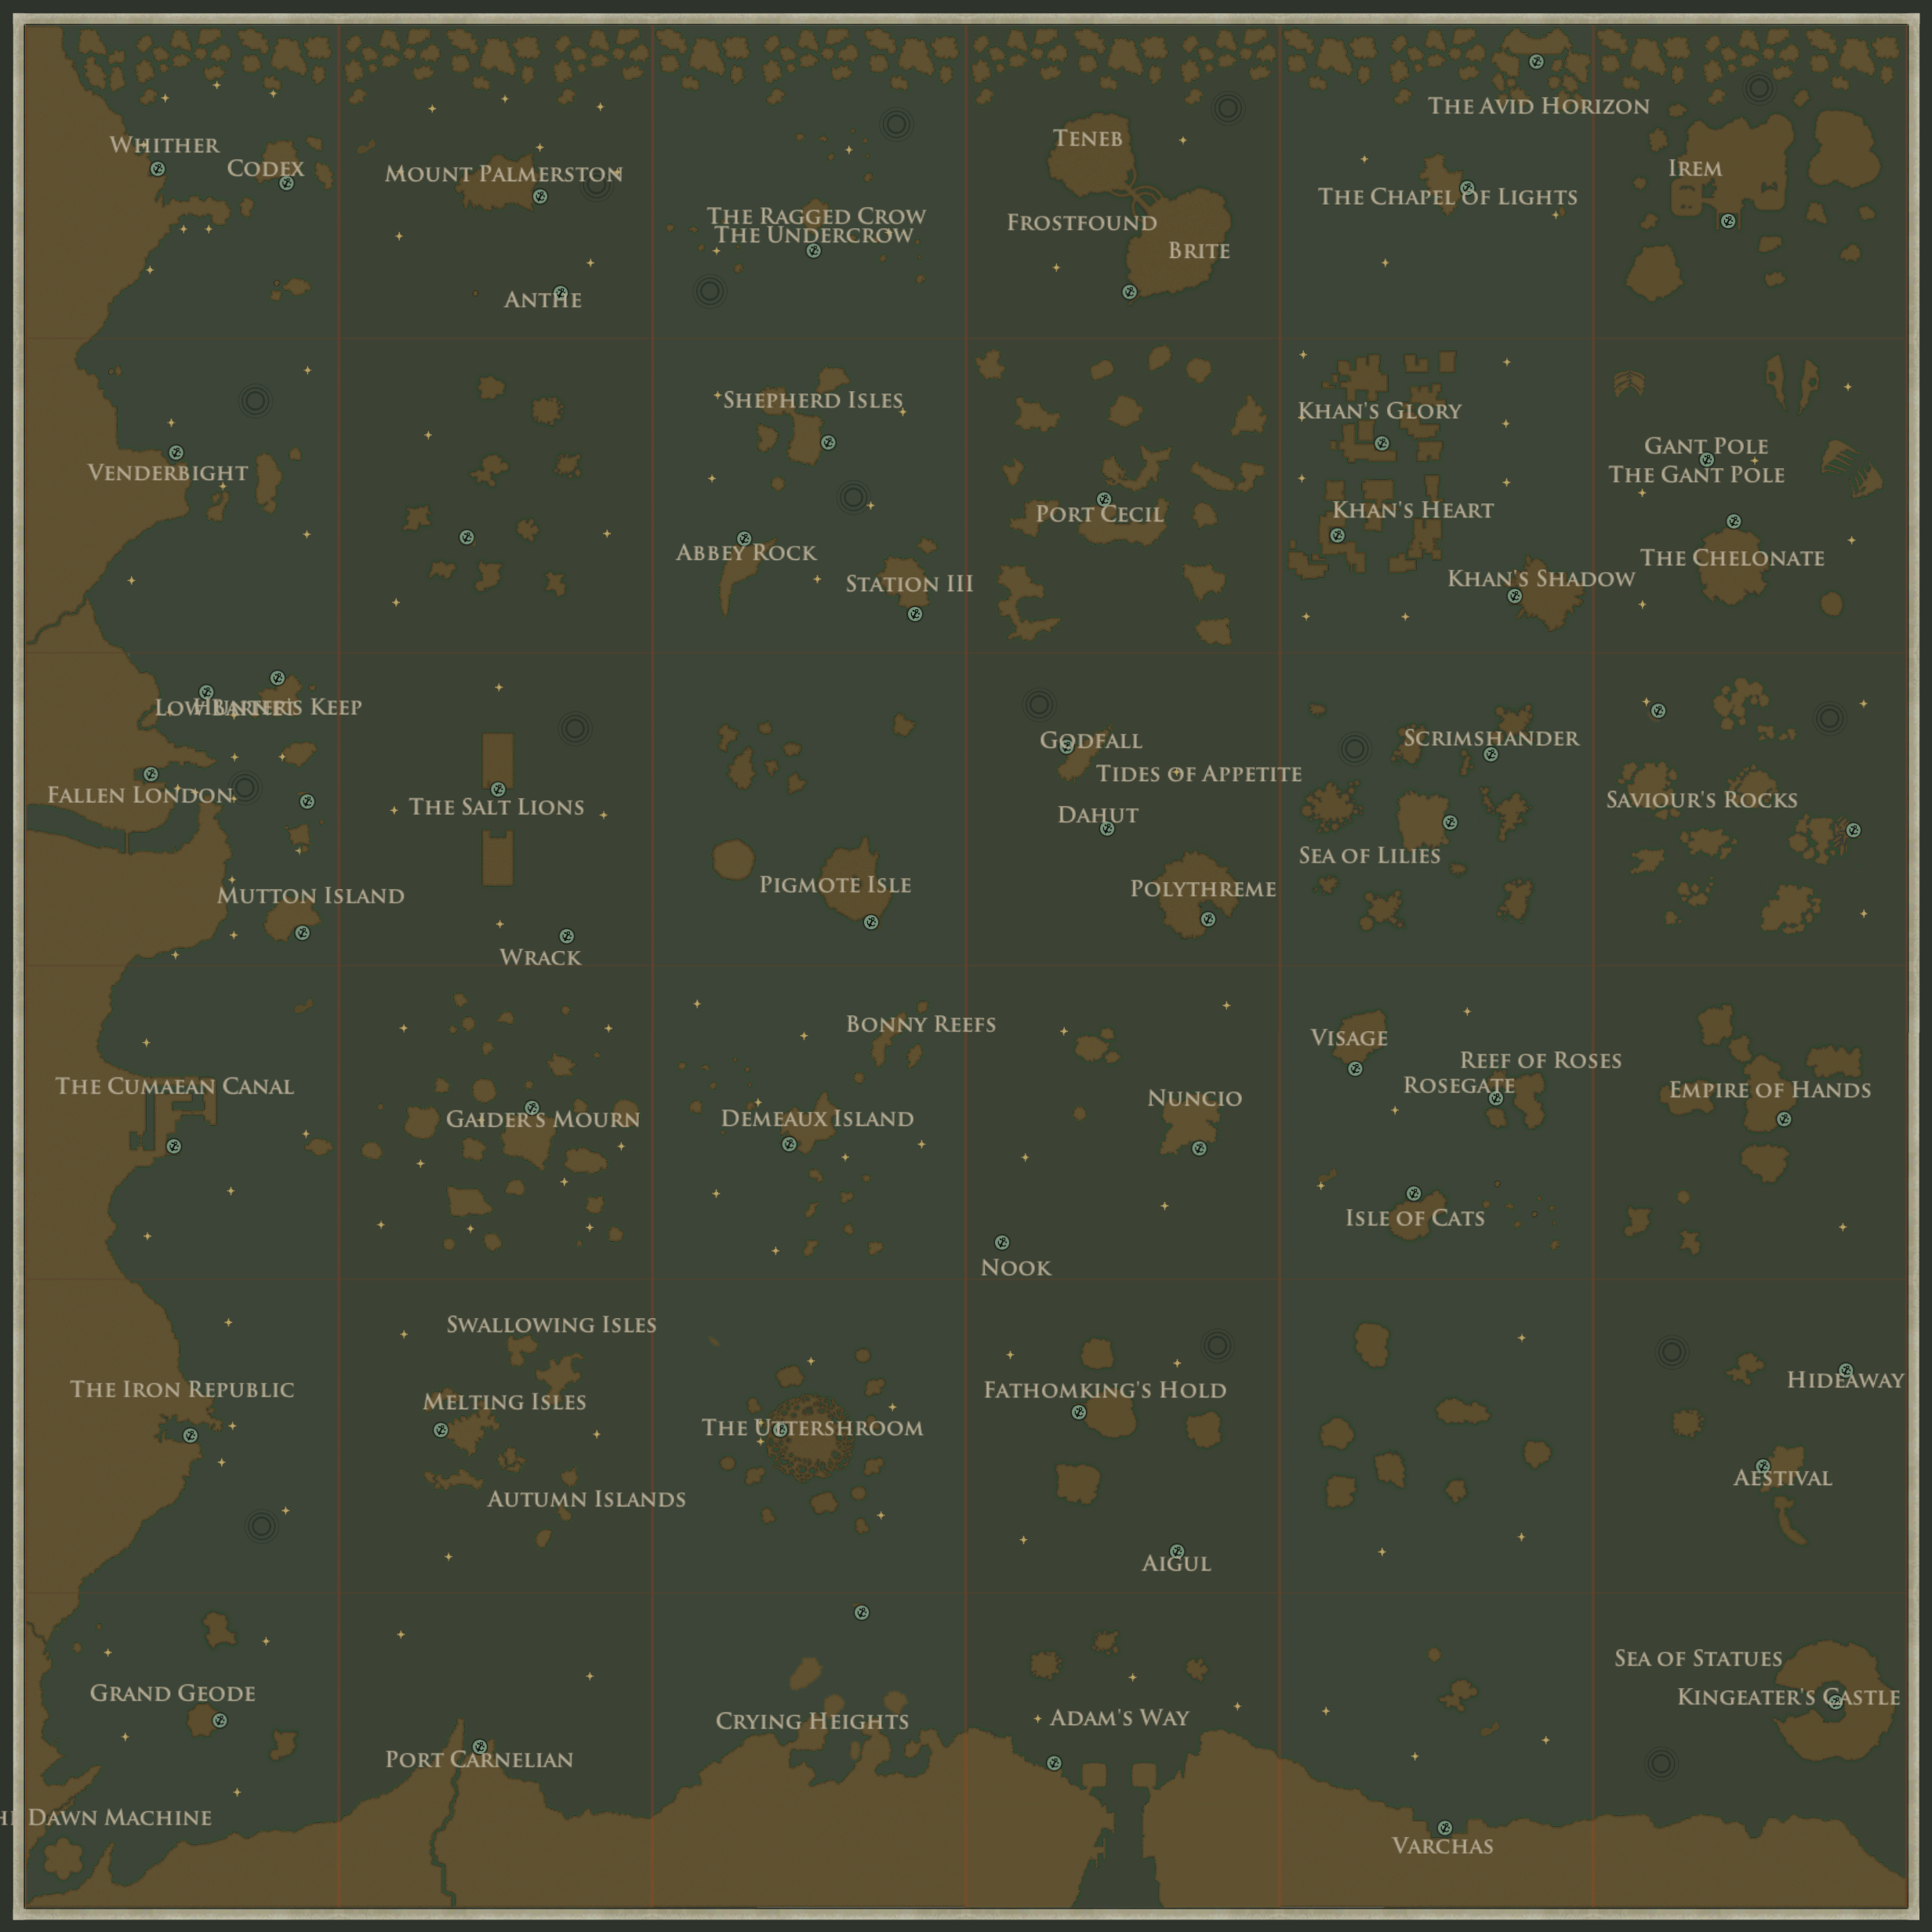 The Avid Horizon
Whither
Codex
Mount Palmerston
Teneb
Irem
The Chapel of Lights
The Ragged Crow
The Undercrow
Frostfound
Brite
Anthe
Shepherd Isles
Khan's Glory
Gant Pole
The Gant Pole
Venderbight
Port Cecil
Khan's Heart
Abbey Rock
Station III
Khan's Shadow
The Chelonate
Low Barnet
Hunter's Keep
Godfall
Scrimshander
Tides of Appetite
Fallen London
The Salt Lions
Saviour's Rocks
Dahut
Sea of Lilies
Pigmote Isle
Polythreme
Mutton Island
Wrack
Bonny Reefs
Visage
Reef of Roses
The Cumaean Canal
Rosegate
Empire of Hands
Gaider's Mourn
Demeaux Island
Nuncio
Isle of Cats
Nook
Swallowing Isles
The Iron Republic
Melting Isles
Fathomking's Hold
Hideaway
The Uttershroom
Aestival
Autumn Islands
Aigul
Sea of Statues
Grand Geode
Kingeater's Castle
Crying Heights
Adam's Way
Port Carnelian
Dawn Machine
Varchas